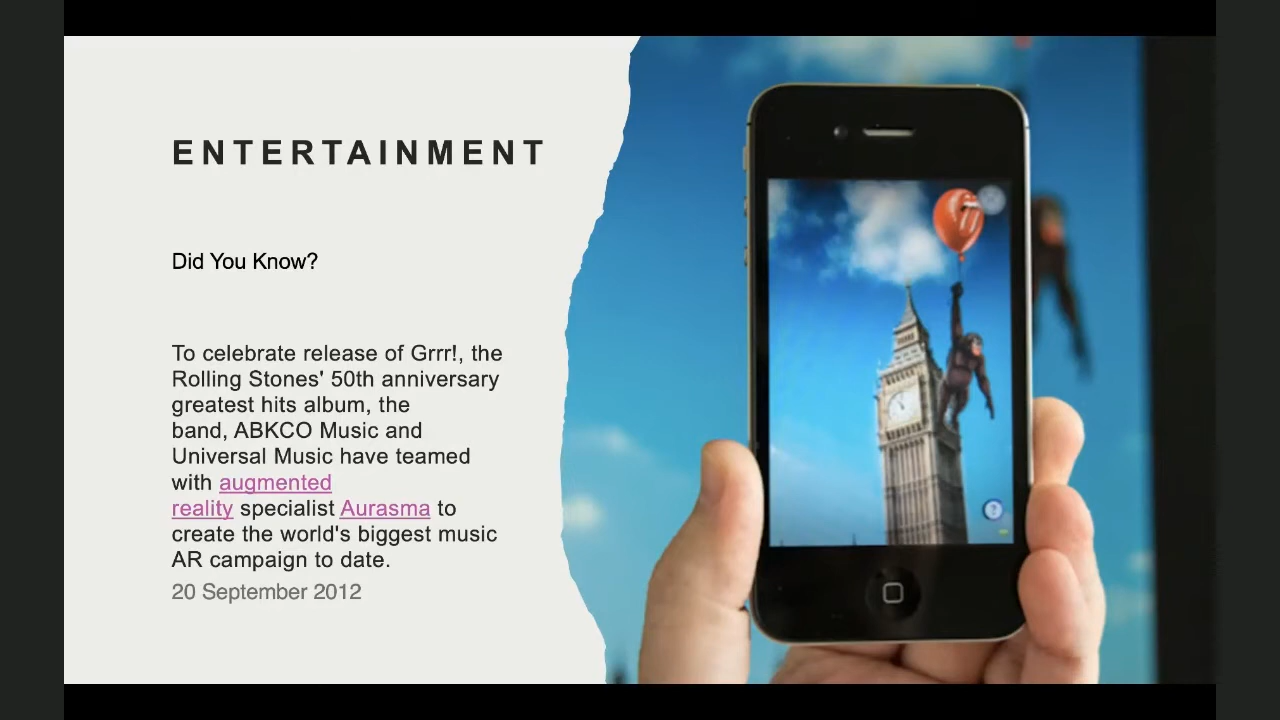 ENTERTAINMENT
Did You Know?
To celebrate release of Grrr!, the
Rolling Stones' 50th anniversary
greatest hits album, the
band, ABKCO Music and
Universal Music have teamed
with augmented
reality specialist Aurasma to
create the world's biggest music
AR campaign to date.
20 September 2012
?